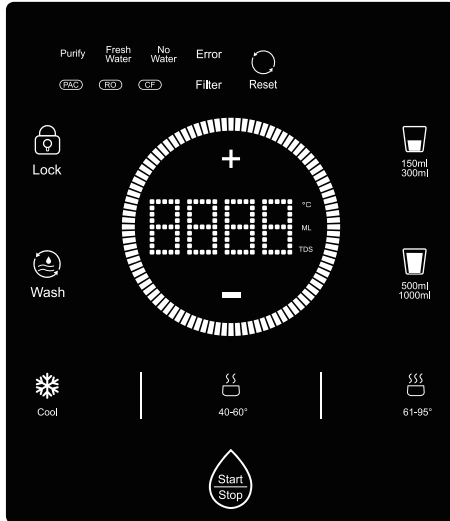 Purify Fresh Water No Water Error
PAC RO CF Filter Reset
Lock
+
150ml
300ml
8888
°C
ML
TDS
Wash
-
500ml
1000ml
Cool 40-60° 61-95°
Start
Stop